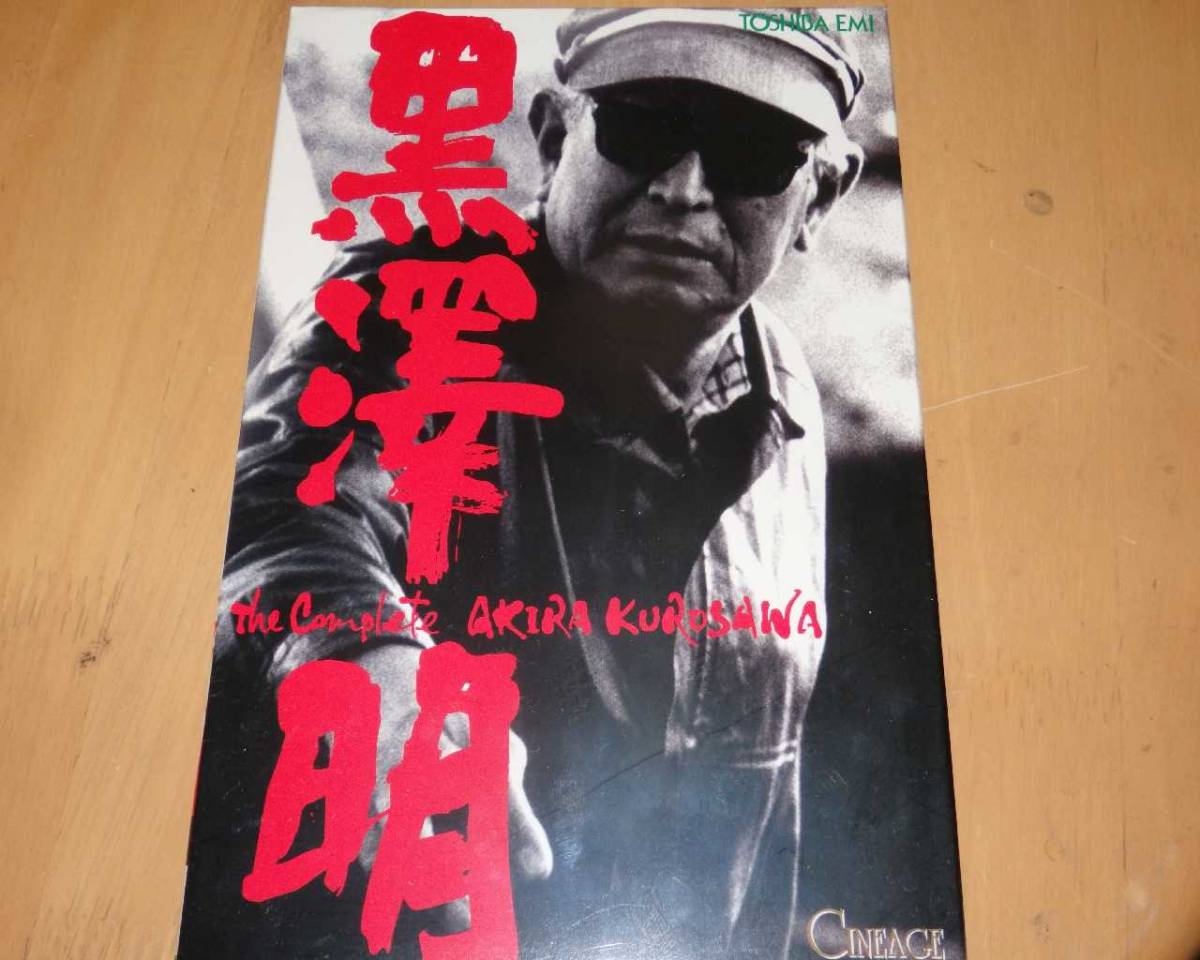 TOSHIBA EMI
黒澤明
The Complete AKIRA KUROSAWA
CINEAGE